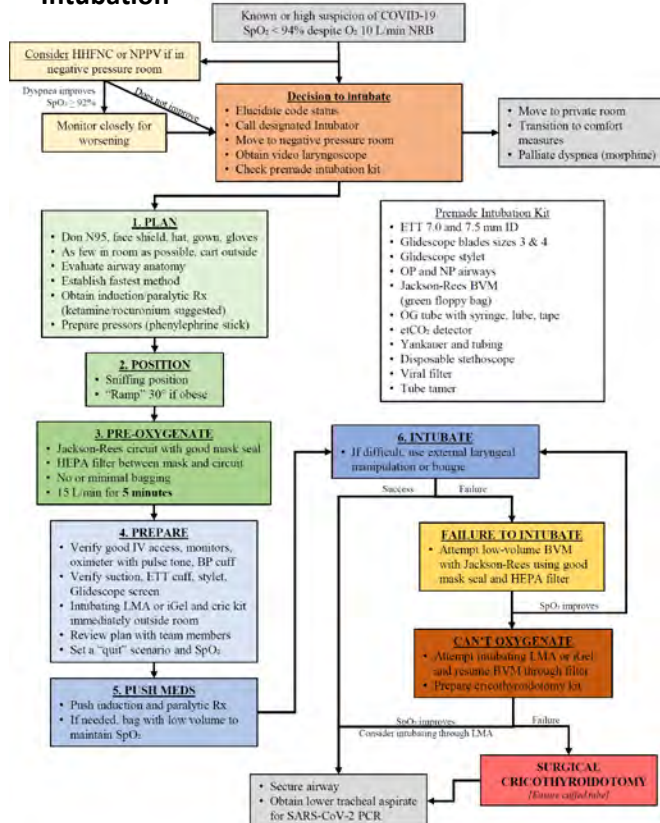 Intubation
Known or high suspicion of COVID-19
SpO₂ < 94% despite O₂ 10 L/min NRB
Consider HHFNC or NPPV if in
negative pressure room
Dyspnea improves
SpO₂ ≥ 92%
Does not improve
Monitor closely for
worsening
Decision to intubate
• Elucidate code status
• Call designated Intubator
• Move to negative pressure room
• Obtain video laryngoscope
• Check premade intubation kit
• Move to private room
• Transition to comfort
measures
• Palliate dyspnea (morphine)
1. PLAN
• Don N95, face shield, hat, gown, gloves
• As few in room as possible, cart outside
• Evaluate airway anatomy
• Establish fastest method
• Obtain induction/paralytic Rx
(ketamine/rocuronium suggested)
• Prepare pressors (phenylephrine stick)
Premade Intubation Kit
• ETT 7.0 and 7.5 mm ID
• Glidescope blades sizes 3 & 4
• Glidescope stylet
• OP and NP airways
• Jackson-Rees BVM
(green floppy bag)
• OG tube with syringe, lube, tape
• etCO₂ detector
• Yankauer and tubing
• Disposable stethoscope
• Viral filter
• Tube tamer
2. POSITION
• Sniffing position
• "Ramp" 30° if obese
3. PRE-OXYGENATE
• Jackson-Rees circuit with good mask seal
• HEPA filter between mask and circuit
• No or minimal bagging
• 15 L/min for 5 minutes
4. PREPARE
• Verify good IV access, monitors,
oximeter with pulse tone, BP cuff
• Verify suction, ETT cuff, stylet,
Glidescope screen
• Intubating LMA or iGel and cric kit
immediately outside room
• Review plan with team members
• Set a "quit" scenario and SpO₂
5. PUSH MEDS
• Push induction and paralytic Rx
• If needed, bag with low volume to
maintain SpO₂
6. INTUBATE
• If difficult, use external laryngeal
manipulation or bougie
Success
Failure
FAILURE TO INTUBATE
• Attempt low-volume BVM
with Jackson-Rees using good
mask seal and HEPA filter
SpO₂ improves
CAN'T OXYGENATE
• Attempt intubating LMA or iGel
and resume BVM through filter
• Prepare cricothyroidotomy kit
SpO₂ improves
Consider intubating through LMA
Failure
SURGICAL
CRICOTHYROIDOTOMY
[Ensure cuffed tube]
• Secure airway
• Obtain lower tracheal aspirate
for SARS-CoV-2 PCR